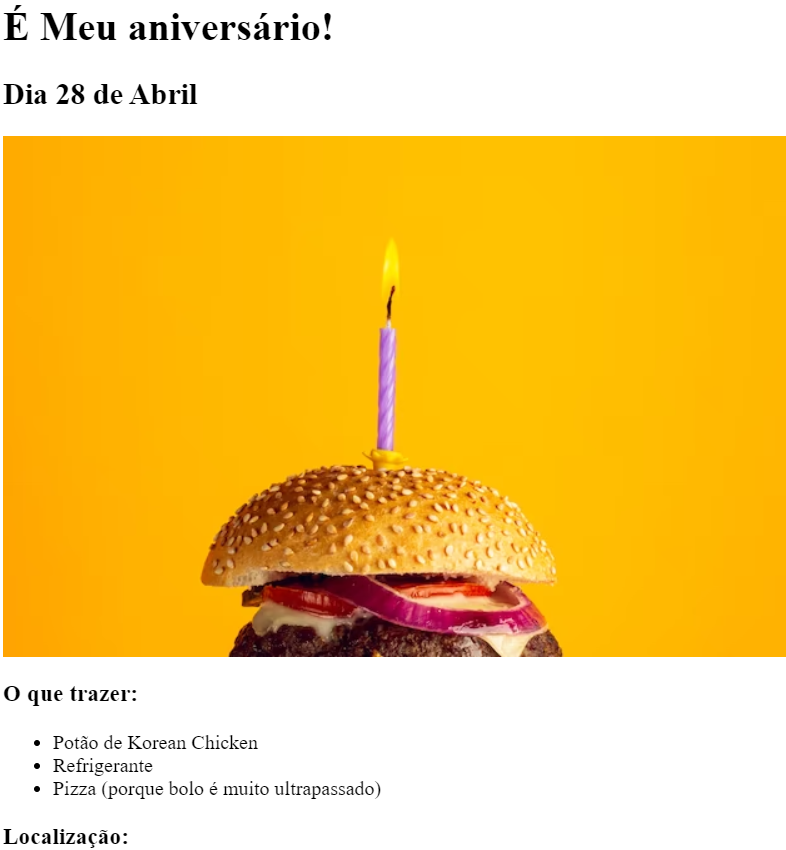 É Meu aniversário!
Dia 28 de Abril
O que trazer:
Potão de Korean Chicken
Refrigerante
Pizza (porque bolo é muito ultrapassado)
Localização: